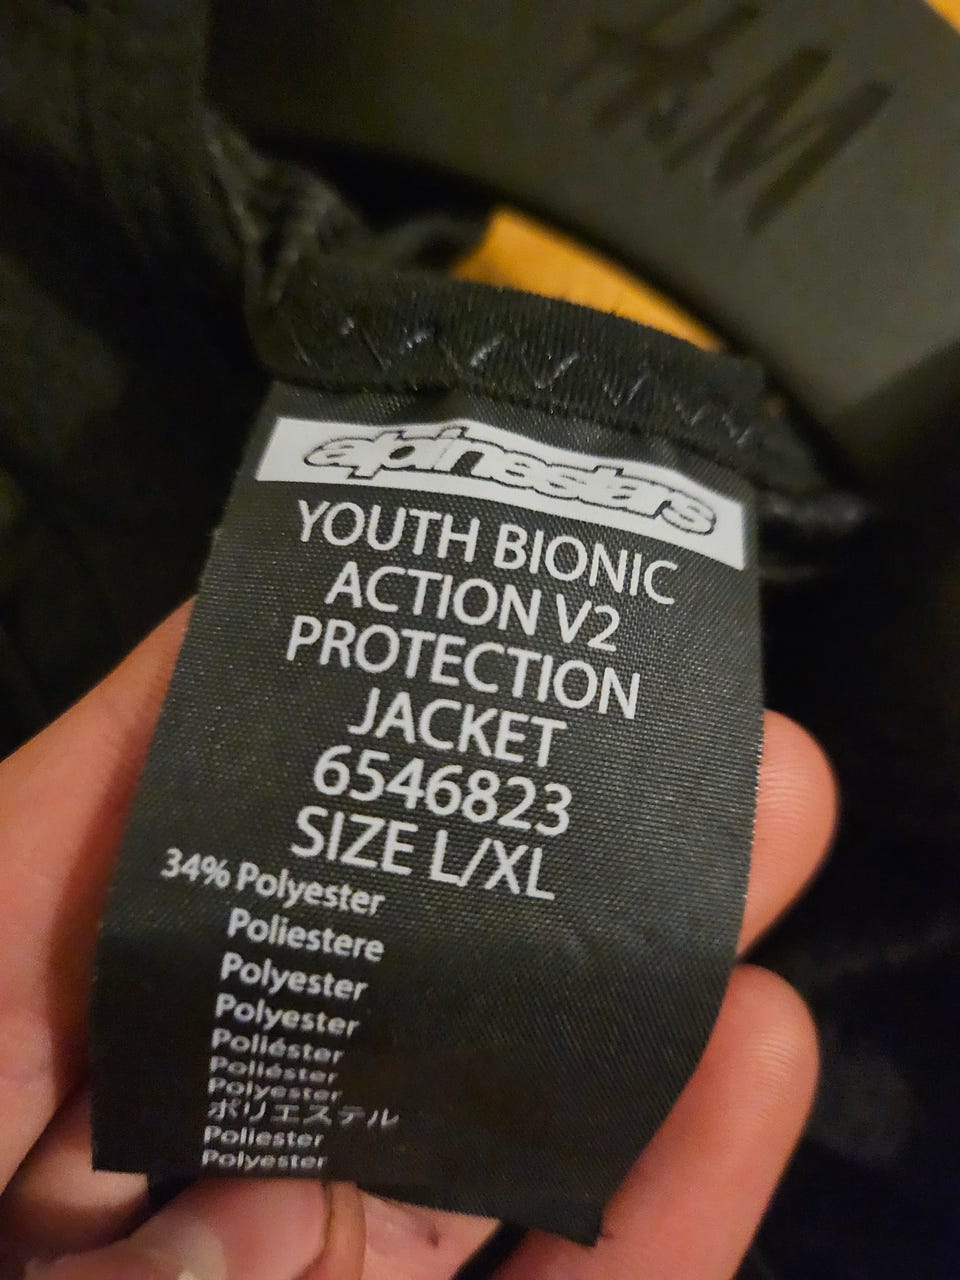 H&M
alpinestars
YOUTH BIONIC
ACTION V2
PROTECTION
JACKET
6546823
SIZE L/XL
34% Polyester
Poliestere
Polyester
Polyester
Poliéster
Poliéster
Polyester
ポリエステル
Poliester
Polyester